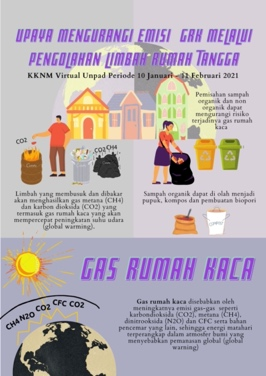 UPAYA MENGURANGI EMISI GRK MELALUI
PENGOLAHAN LIMBAH RUMAH TANGGA
KKNM Virtual Unpad Periode 10 Januari - 11 Februari 2021
Pemisahan sampah
organik dan non
organik dapat
mengurangi risiko
terjadinya gas rumah
kaca
CO2
CO2 CH4
Limbah yang membusuk dan dibakar
akan menghasilkan gas metana (CH4)
dan karbon dioksida (CO2) yang
termasuk gas rumah kaca yang akan
mempercepat peningkatan suhu udara
(global warming).
Sampah organik dapat di olah menjadi
pupuk, kompos dan pembuatan biopori
GAS RUMAH KACA
CH4 N2O CO2 CFC CO2
Gas rumah kaca disebabkan oleh
meningkatnya emisi gas-gas seperti
karbondioksida (CO2), metana (CH4),
dinitrooksida (N2O) dan CFC serta bahan
pencemar yang lain, sehingga energi matahari
terperangkap dalam atmosfer bumi yang
menyebabkan pemanasan global (global
warming)